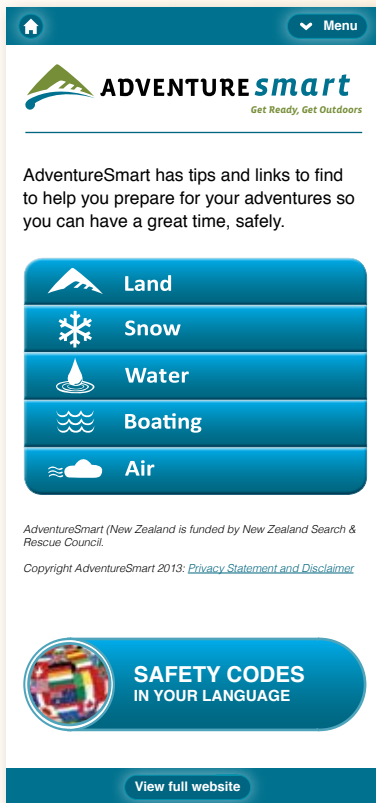 Menu
ADVENTURE smart
Get Ready, Get Outdoors
AdventureSmart has tips and links to find
to help you prepare for your adventures so
you can have a great time, safely.
Land
Snow
Water
Boating
Air
AdventureSmart (New Zealand is funded by New Zealand Search &
Rescue Council.
Copyright AdventureSmart 2013: Privacy Statement and Disclaimer
SAFETY CODES
IN YOUR LANGUAGE
View full website